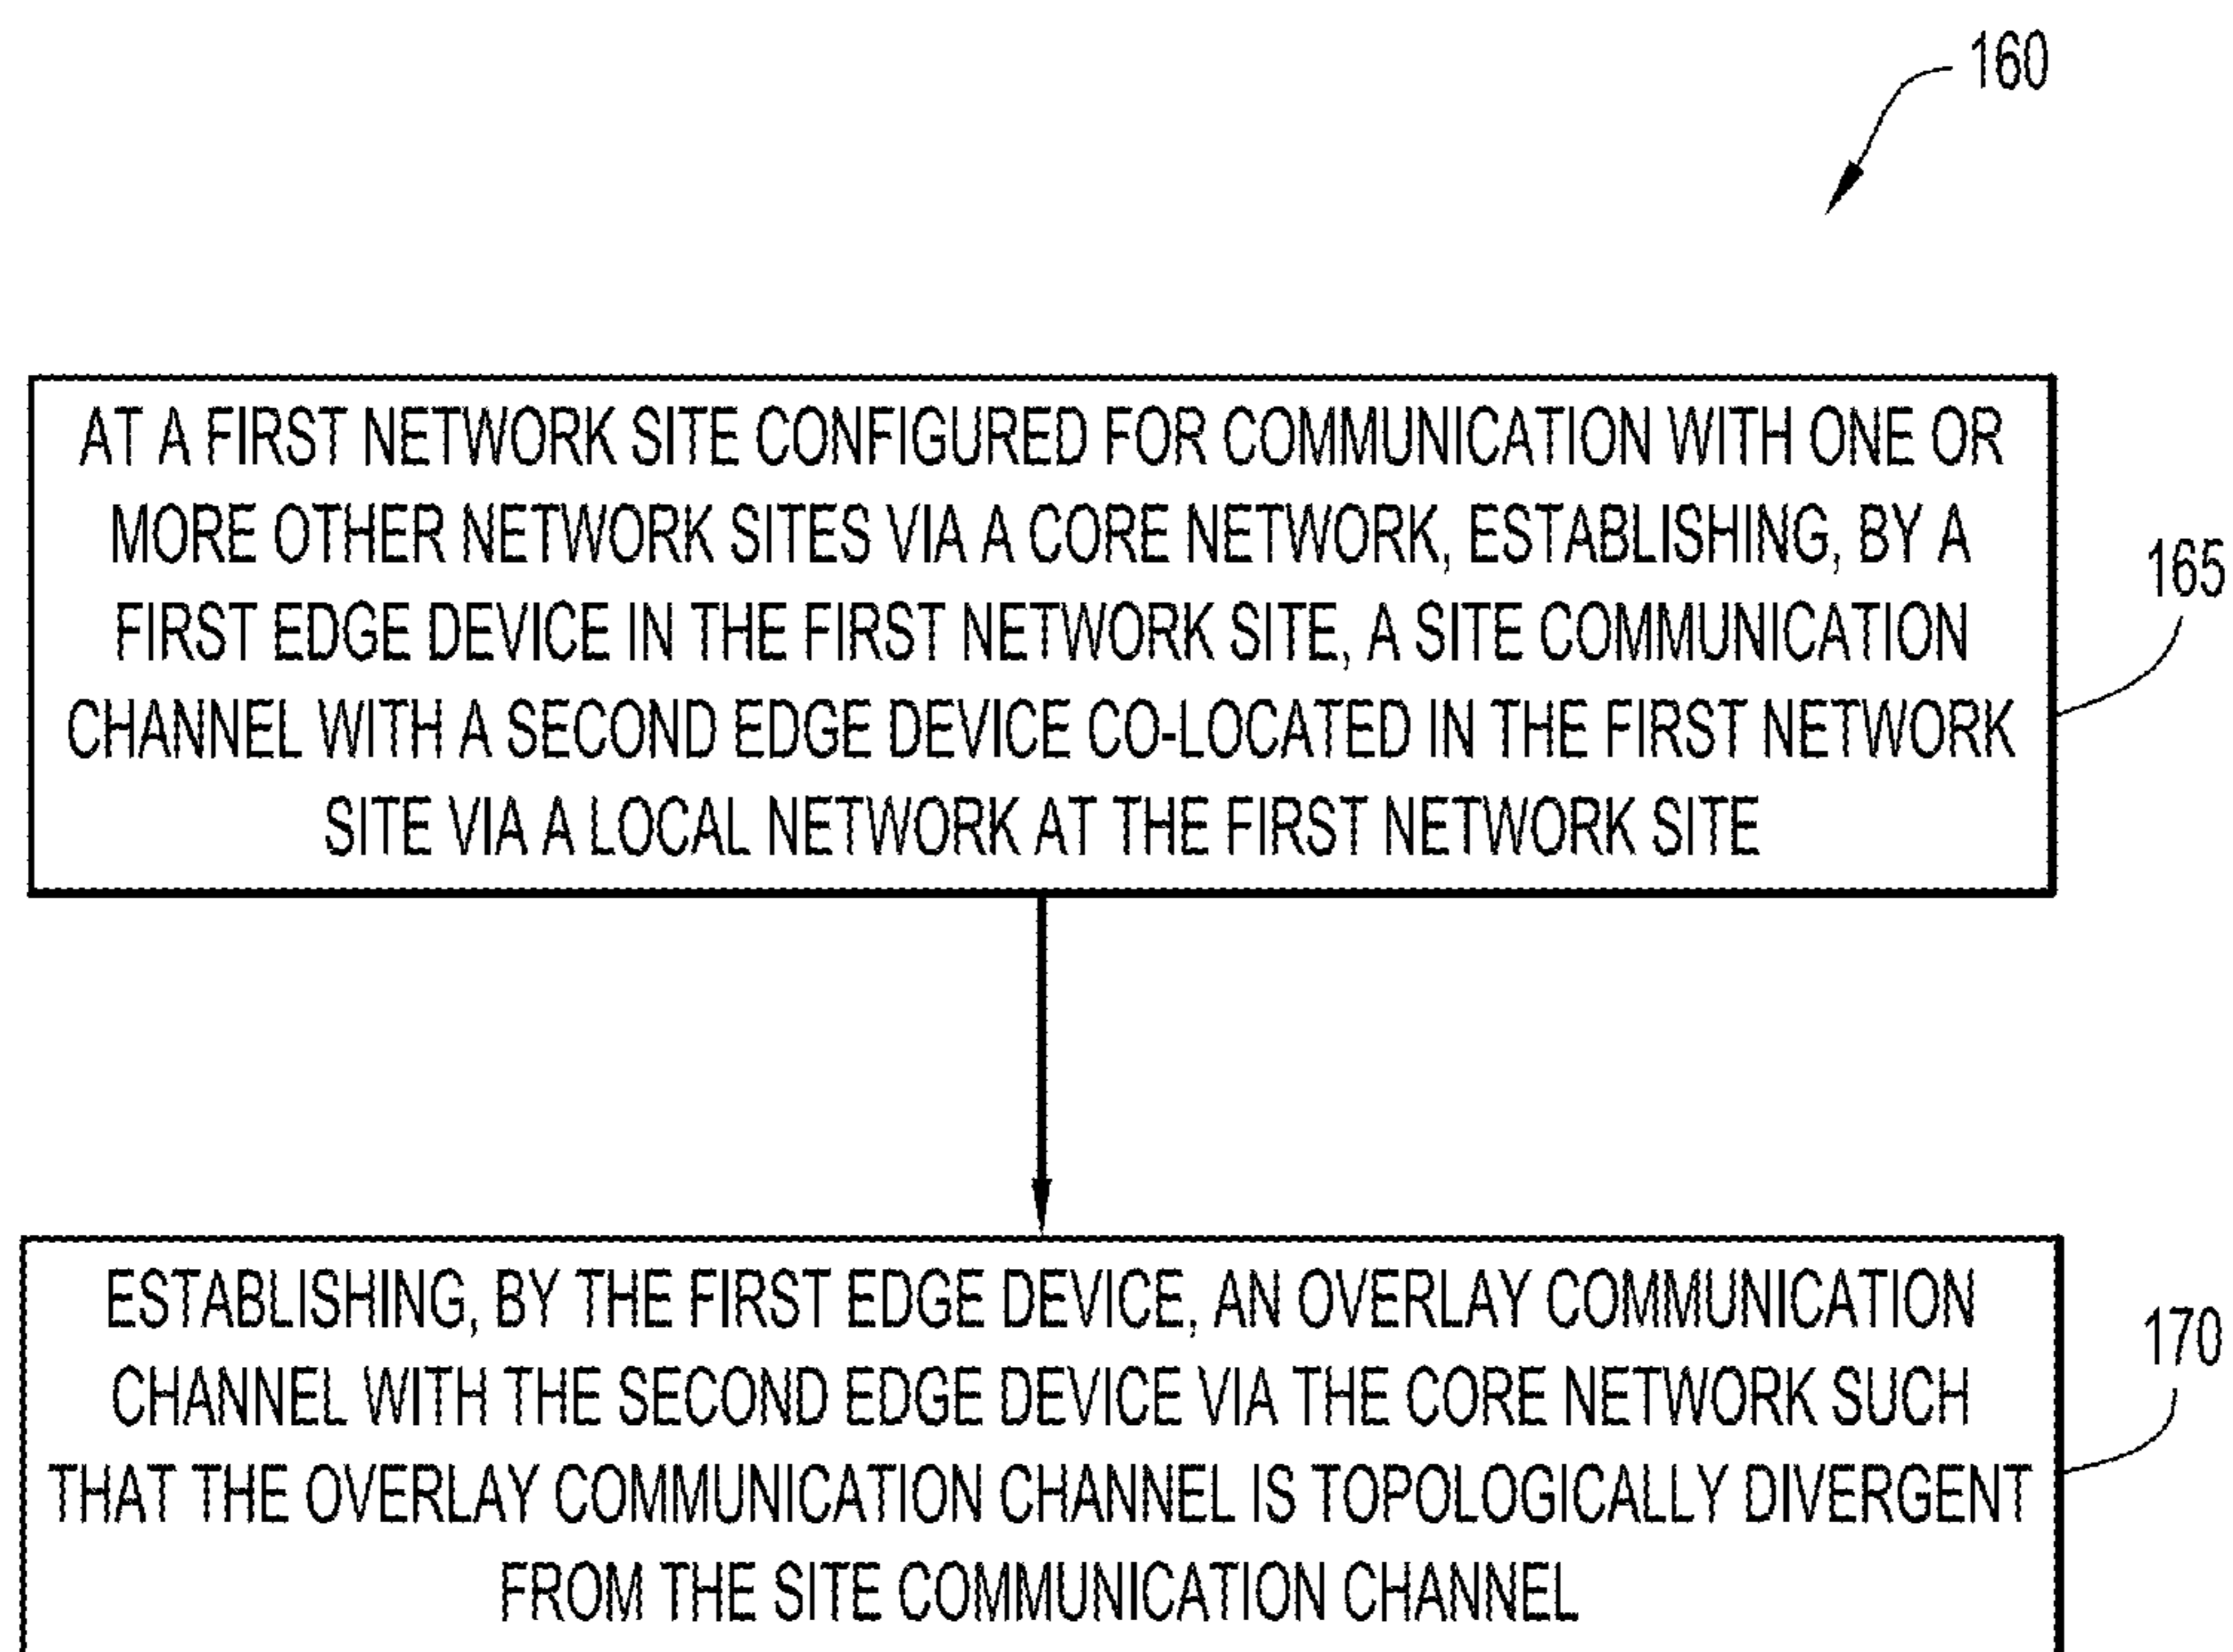 160
AT A FIRST NETWORK SITE CONFIGURED FOR COMMUNICATION WITH ONE OR
MORE OTHER NETWORK SITES VIA A CORE NETWORK, ESTABLISHING, BY A
FIRST EDGE DEVICE IN THE FIRST NETWORK SITE, A SITE COMMUNICATION
CHANNEL WITH A SECOND EDGE DEVICE CO-LOCATED IN THE FIRST NETWORK
SITE VIA A LOCAL NETWORK AT THE FIRST NETWORK SITE
165
ESTABLISHING, BY THE FIRST EDGE DEVICE, AN OVERLAY COMMUNICATION
CHANNEL WITH THE SECOND EDGE DEVICE VIA THE CORE NETWORK SUCH
THAT THE OVERLAY COMMUNICATION CHANNEL IS TOPOLOGICALLY DIVERGENT
FROM THE SITE COMMUNICATION CHANNEL
170